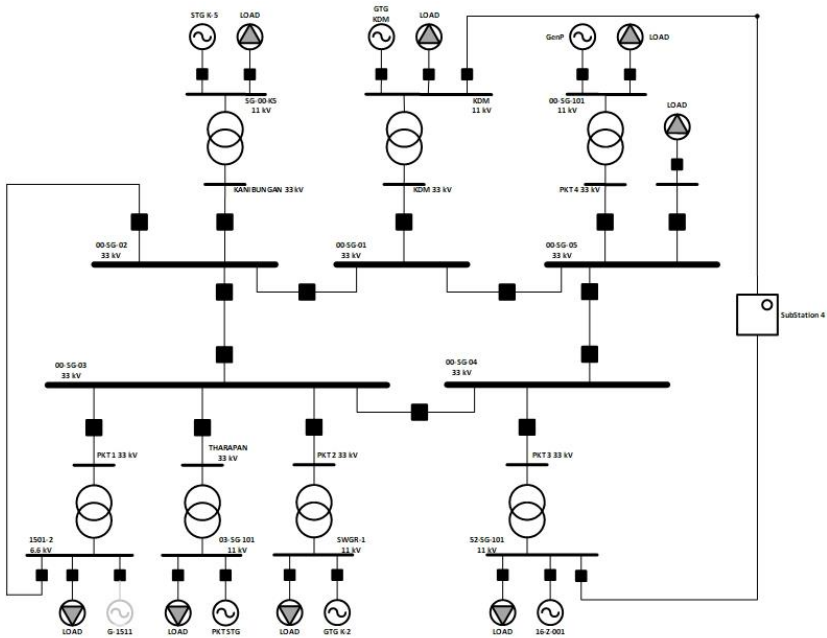 STG K-5
LOAD
GTG
KDM
LOAD
GenP
LOAD
SG-00-K5
11 kV
KDM
11 kV
00-SG-101
11 kV
LOAD
KANIBUNGAN 33 kV
KDM 33 kV
PKT 4 33 kV
00-SG-02
33 kV
00-SG-01
33 kV
00-SG-05
33 kV
SubStation 4
00-SG-03
33 kV
00-SG-04
33 kV
PKT 1 33 kV
THARAPAN
33 kV
PKT 2 33 kV
PKT 3 33 kV
1501-2
6.6 kV
03-SG 101
11 kV
SWGR-1
11 kV
52-SG-101
11 kV
LOAD
G-1511
LOAD
PKT STG
LOAD
GTG K-2
LOAD
16-Z-001